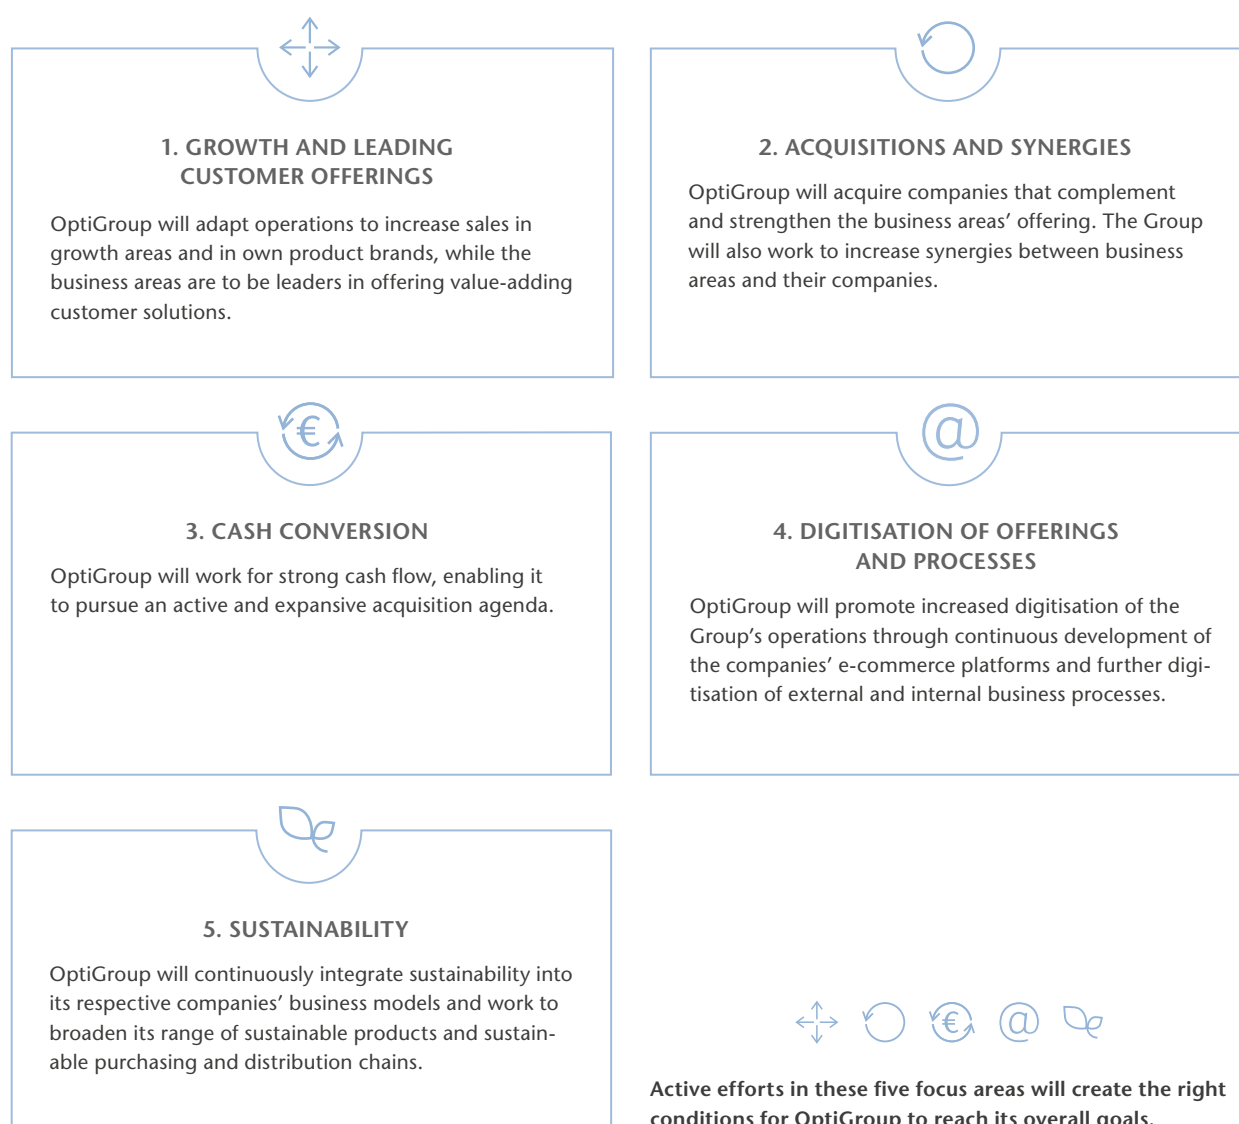 1. GROWTH AND LEADING
CUSTOMER OFFERINGS
OptiGroup will adapt operations to increase sales in
growth areas and in own product brands, while the
business areas are to be leaders in offering value-adding
customer solutions.
2. ACQUISITIONS AND SYNERGIES
OptiGroup will acquire companies that complement
and strengthen the business areas’ offering. The Group
will also work to increase synergies between business
areas and their companies.
€
3. CASH CONVERSION
OptiGroup will work for strong cash flow, enabling it
to pursue an active and expansive acquisition agenda.
@
4. DIGITISATION OF OFFERINGS
AND PROCESSES
OptiGroup will promote increased digitisation of the
Group’s operations through continuous development of
the companies’ e-commerce platforms and further digi-
tisation of external and internal business processes.
5. SUSTAINABILITY
OptiGroup will continuously integrate sustainability into
its respective companies’ business models and work to
broaden its range of sustainable products and sustain-
able purchasing and distribution chains.
€ @
Active efforts in these five focus areas will create the right
conditions for OptiGroup to reach its overall goals.